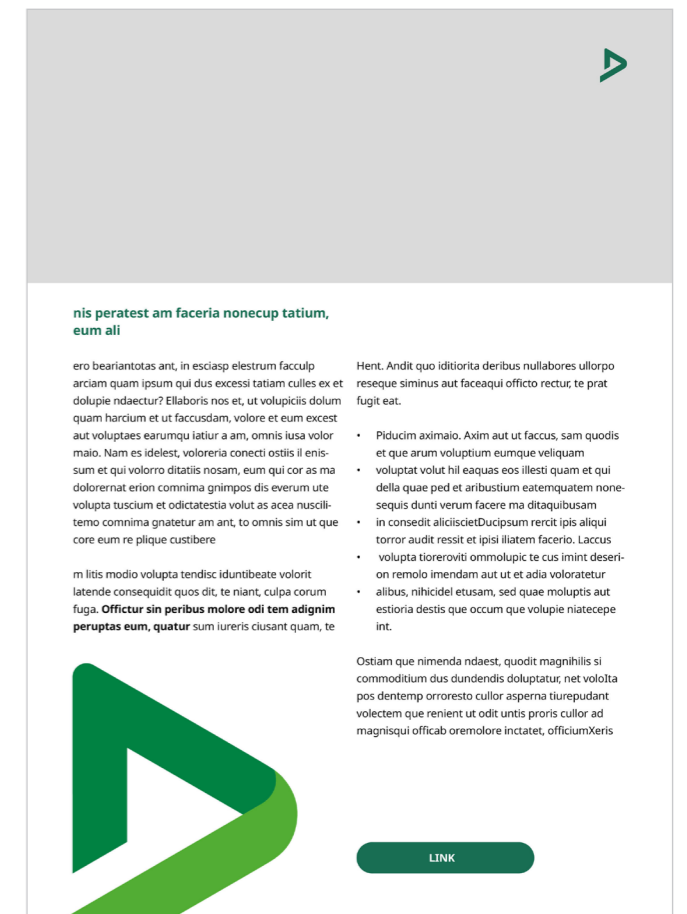 nis peratest am faceria nonecup tatium,
eum ali
ero beariantotas ant, in esciasp elestrum facculp
arciam quam ipsum qui dus excessi tatiam culles ex et
dolupie ndaectur? Ellaboris nos et, ut volupiciis dolum
quam harcium et ut faccusdam, volore et eum excest
aut voluptaes earumqu iatiur a am, omnis iusa volor
maio. Nam es idelest, voloreria conecti ostiis il enis-
sum et qui volorro ditatiis nosam, eum qui cor as ma
dolorernat erion comnima gnimpos dis everum ute
volupta tuscium et odictatestia volut as acea nuscili-
temo comnima gnatetur am ant, to omnis sim ut que
core eum re plique custibere
m litis modio volupta tendisc iduntibeate volorit
latende consequidit quos dit, te niant, culpa corum
fuga. Offictur sin peribus molore odi tem adignim
peruptas eum, quatur sum iureris ciusant quam, te
Hent. Andit quo iditiorita deribus nullabores ullorpo
reseque siminus aut faceaqui officto rectur, te prat
fugit eat.
• Piducim aximaio. Axim aut ut faccus, sam quodis
et que arum voluptium eumque veliquam
• voluptat volut hil eaquas eos illesti quam et qui
della quae ped et aribustium eatemquatem none-
sequis dunti verum facere ma ditaquibusam
• in consedit aliciiscietDucipsum rercit ipis aliqui
torror audit ressit et ipisi iliatem facerio. Laccus
• volupta tioreroviti ommolupic te cus imint deseri-
on remolo imendam aut ut et adia voloratetur
• alibus, nihicidel etusam, sed quae moluptis aut
estioria destis que occum que volupie niatecepe
int.
Ostiam que nimenda ndaest, quodit magnihilis si
commoditium dus dundendis doluptatur, net voloIta
pos dentemp orroresto cullor asperna tiurepudant
volectem que renient ut odit untis proris cullor ad
magnisqui officab oremolore inctatet, officiumXeris
LINK